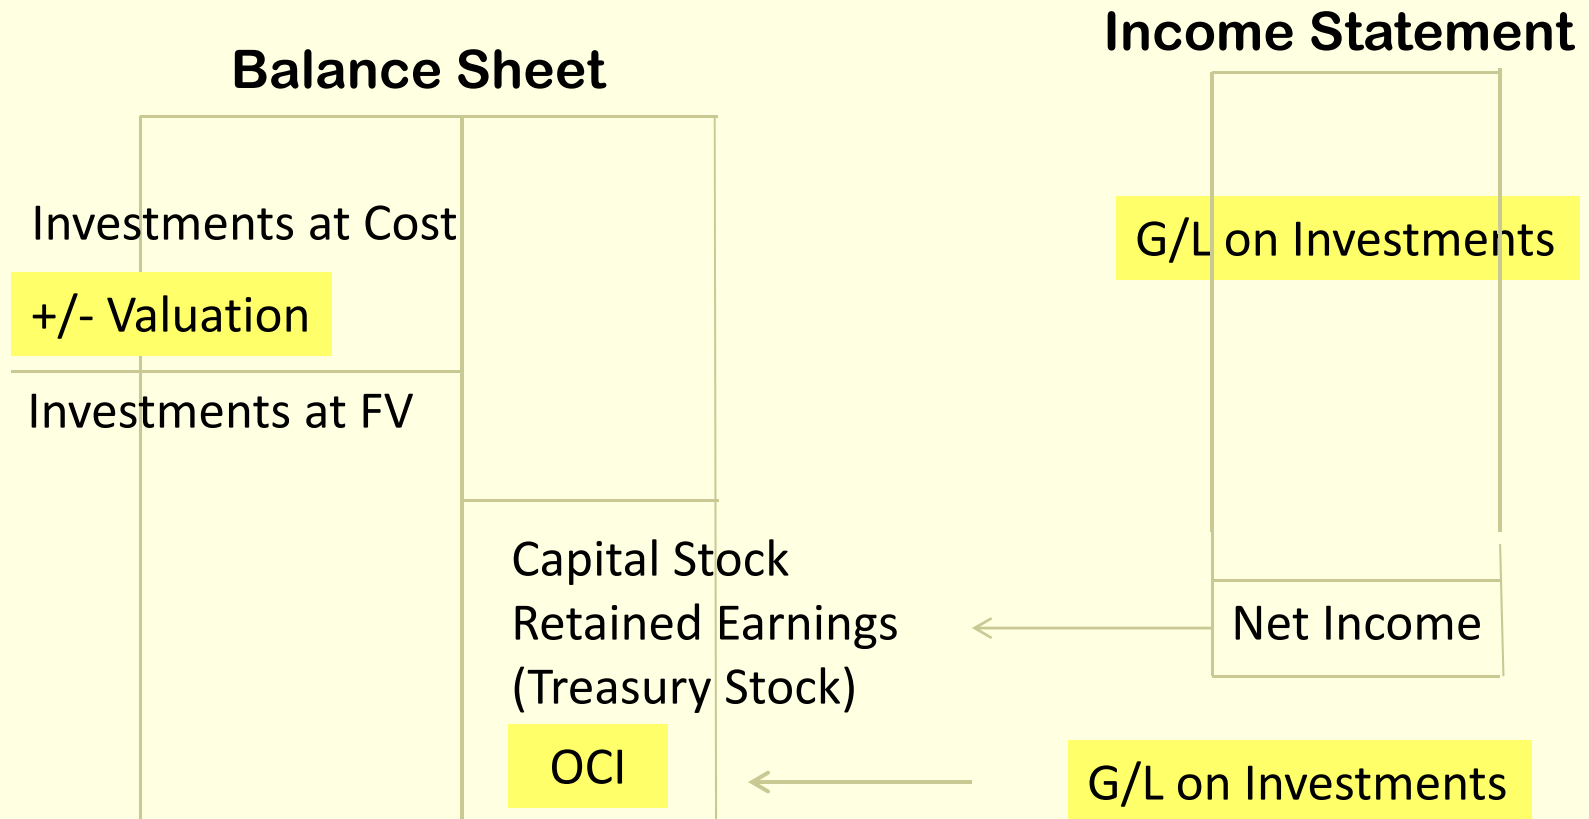 Balance Sheet
Investments at Cost
+/- Valuation
Investments at FV
Capital Stock
Retained Earnings
(Treasury Stock)
OCI
Income Statement
G/L on Investments
Net Income
G/L on Investments